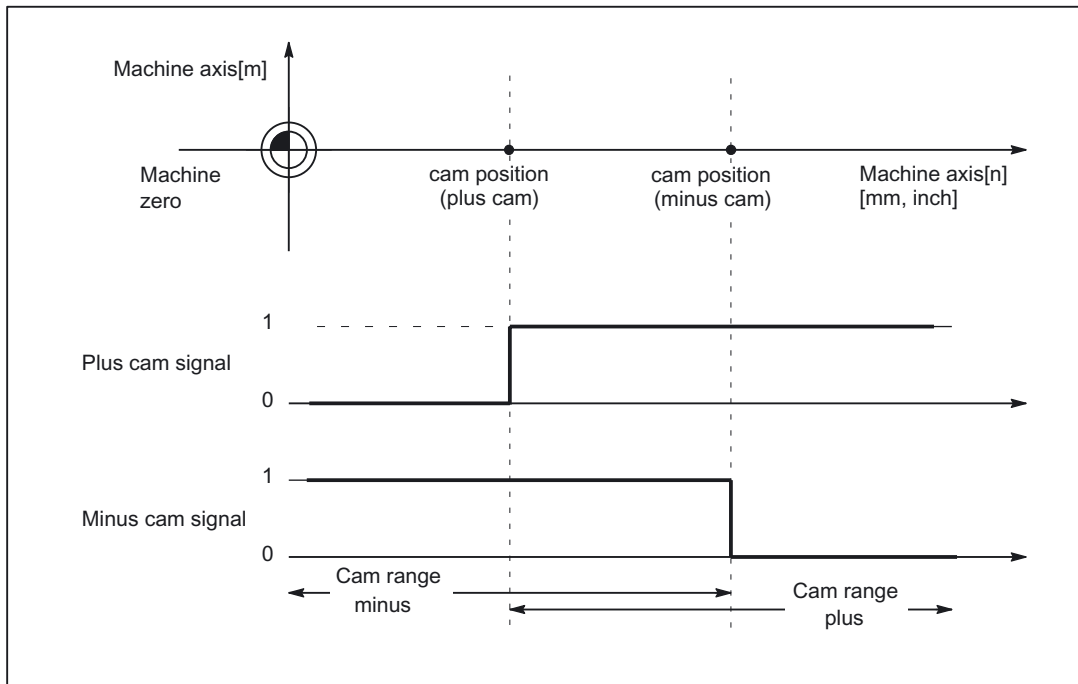 Machine axis[m]
Machine
zero
cam position
(plus cam)
cam position
(minus cam)
Machine axis[n]
[mm, inch]
1
Plus cam signal
0
1
Minus cam signal
0
Cam range
minus
Cam range
plus